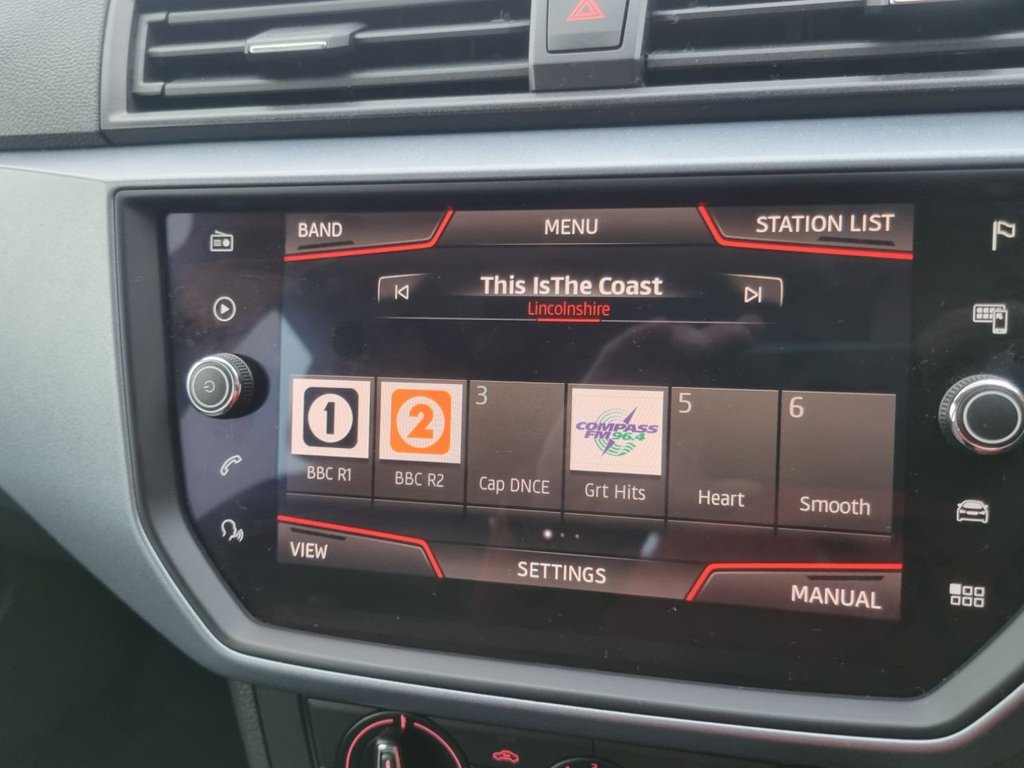 BAND MENU STATION LIST
This IsThe Coast
Lincolnshire
1 2 3 COMPASS FM 96.4 5 6
BBC R1 BBC R2 Cap DNCE Grt Hits Heart Smooth
VIEW SETTINGS MANUAL